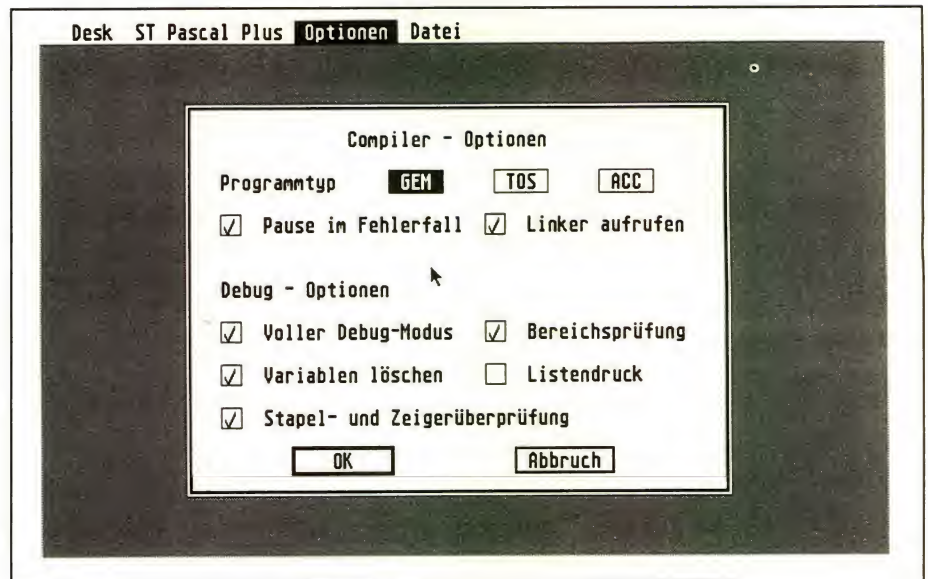 Desk ST Pascal Plus Optionen Datei
Compiler - Optionen
Programmtyp GEM TOS ACC
Pause im Fehlerfall Linker aufrufen
Debug - Optionen
Voller Debug-Modus Bereichsprüfung
Variablen löschen Listendruck
Stapel- und Zeigerüberprüfung
OK Abbruch